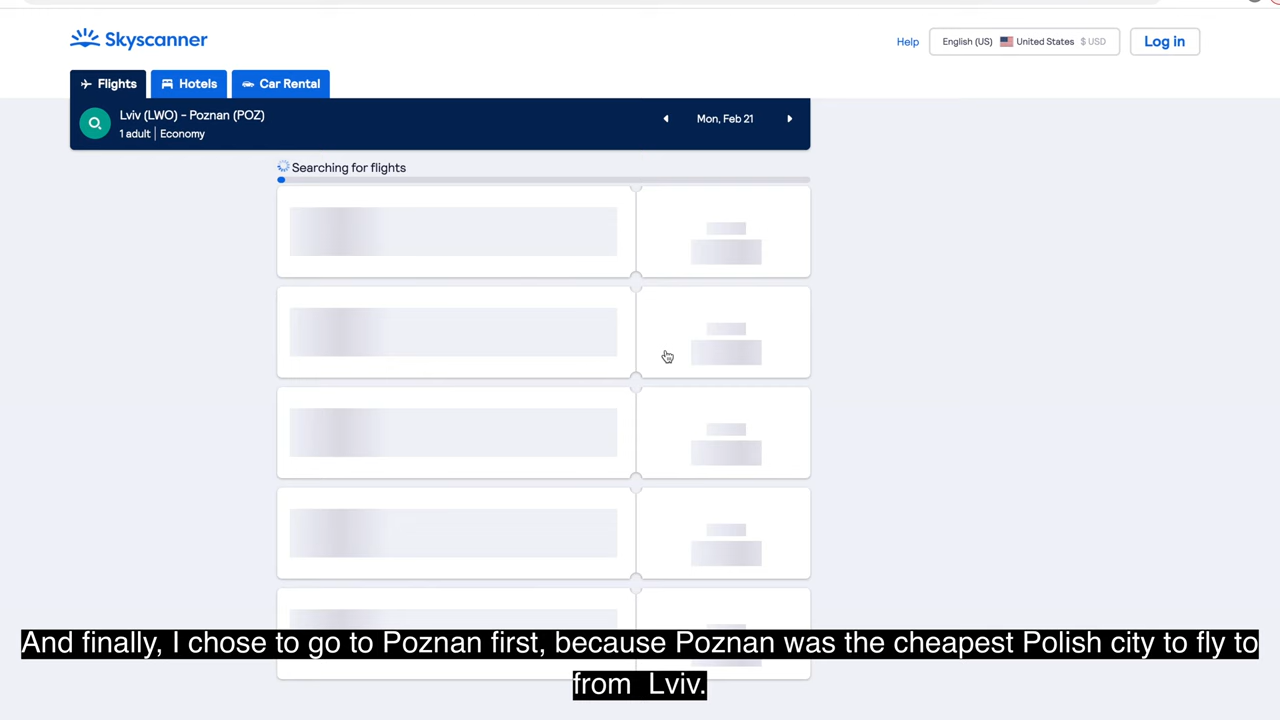 Skyscanner
Help
English (US) United States $ USD
Log in
Flights
Hotels
Car Rental
Lviv (LWO) - Poznan (POZ)
1 adult | Economy
Mon, Feb 21
Searching for flights
And finally, I chose to go to Poznan first, because Poznan was the cheapest Polish city to fly to
from Lviv.